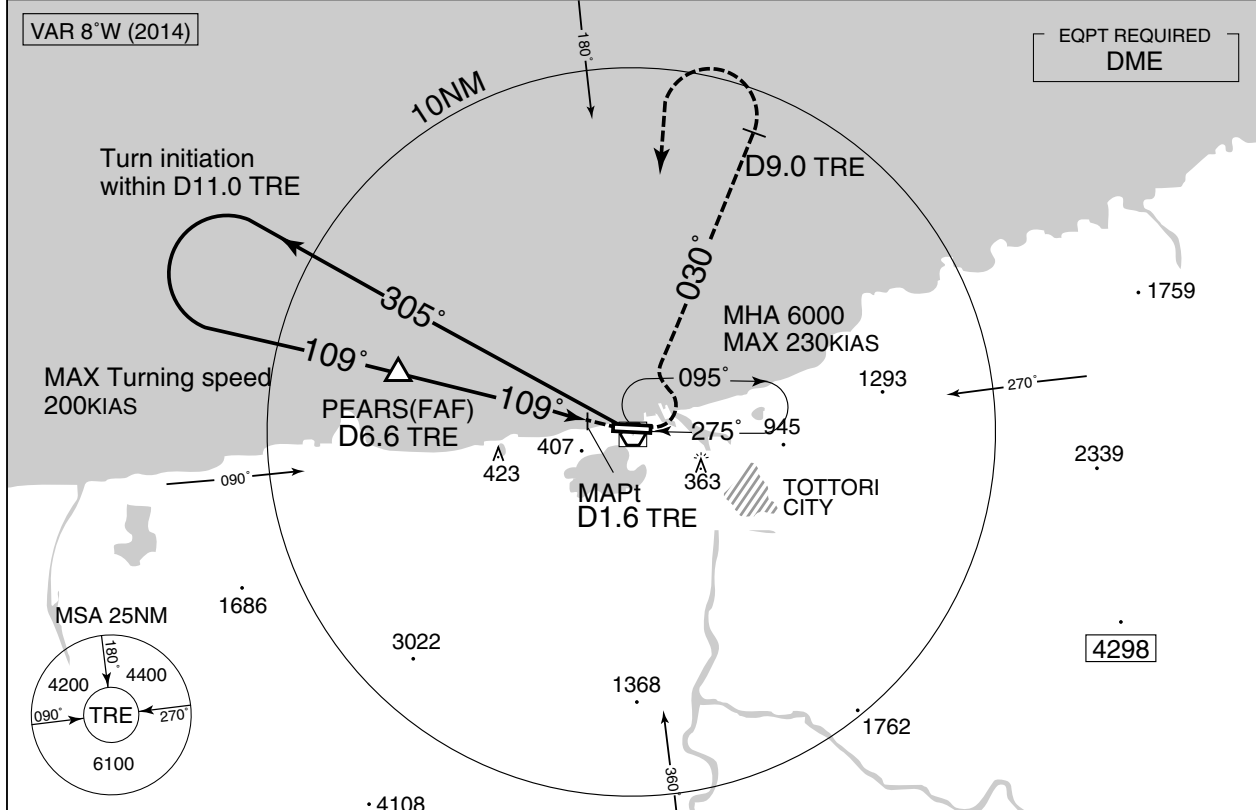 VAR 8°W (2014)
180°
EQPT REQUIRED
DME
10NM
Turn initiation
within D11.0 TRE
D9.0 TRE
030°
305°
1759
MHA 6000
MAX 230KIAS
109°
095°
1293
270°
MAX Turning speed
200KIAS
109°
PEARS(FAF)
D6.6 TRE
275°
945
407
423
363
2339
090°
MAPt
D1.6 TRE
TOTTORI
CITY
1686
MSA 25NM
3022
4298
180°
4200
4400
1368
090°
TRE
270°
1762
6100
360°
4108